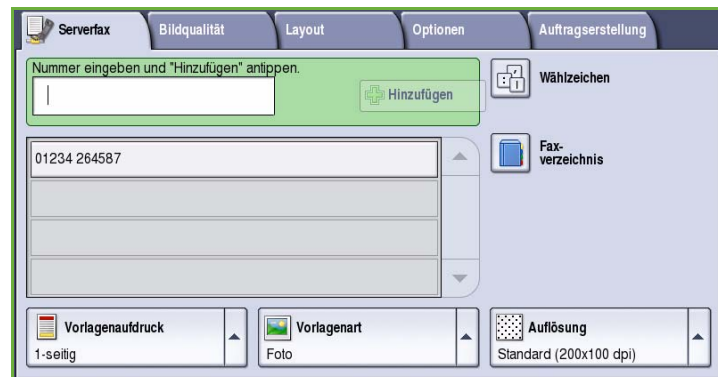 Serverfax
Bildqualität
Layout
Optionen
Auftragserstellung
Nummer eingeben und "Hinzufügen" antippen.
Hinzufügen
Wählzeichen
01234 264587
Fax-
verzeichnis
Vorlagenaufdruck
1-seitig
Vorlagenart
Foto
Auflösung
Standard (200x100 dpi)